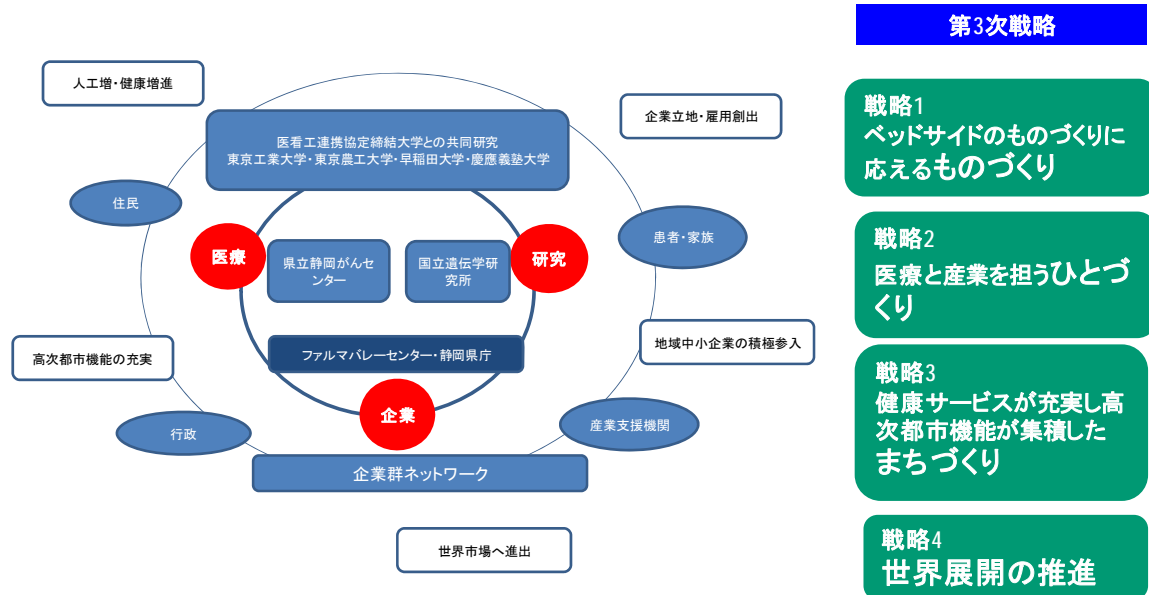 第3次戦略
人工増・健康増進
企業立地・雇用創出
医看工連携協定締結大学との共同研究
東京工業大学・東京農工大学・早稲田大学・慶應義塾大学
住民
患者・家族
医療
研究
県立静岡がんセ
ンター
国立遺伝学研
究所
高次都市機能の充実
ファルマバレーセンター・静岡県庁
地域中小企業の積極参入
企業
行政
産業支援機関
企業群ネットワーク
世界市場へ進出
戦略1
ベッドサイドのものづくりに
応えるものづくり
戦略2
医療と産業を担うひとづ
くり
戦略3
健康サービスが充実し高
次都市機能が集積した
まちづくり
戦略4
世界展開の推進